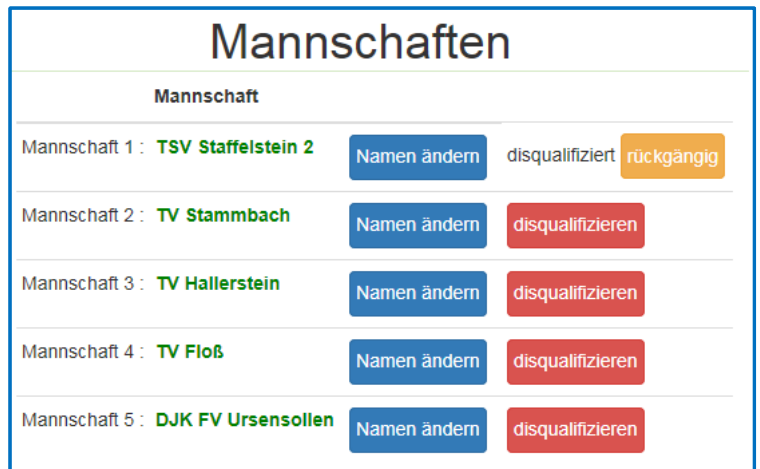 Mannschaften
Mannschaft
Mannschaft 1 : TSV Staffelstein 2 Namen ändern disqualifiziert rückgängig
Mannschaft 2 : TV Stammbach Namen ändern disqualifizieren
Mannschaft 3 : TV Hallerstein Namen ändern disqualifizieren
Mannschaft 4 : TV Floß Namen ändern disqualifizieren
Mannschaft 5 : DJK FV Ursensollen Namen ändern disqualifizieren